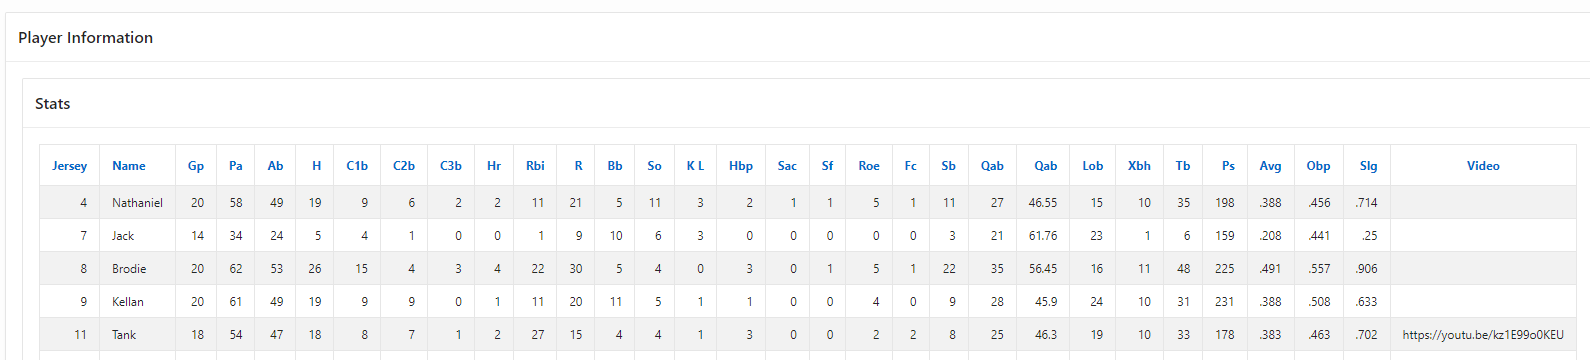 Player Information
Stats
Jersey Name Gp Pa Ab H C1b C2b C3b Hr Rbi R Bb So K L Hbp Sac Sf Roe Fc Sb Qab Qab Lob Xbh Tb Ps Avg Obp Slg Video
4 Nathaniel 20 58 49 19 9 6 2 2 11 21 5 11 3 2 1 1 5 1 11 27 46.55 15 10 35 198 .388 .456 .714
7 Jack 14 34 24 5 4 1 0 0 1 9 10 6 3 0 0 0 0 0 3 21 61.76 23 1 6 159 .208 .441 .25
8 Brodie 20 62 53 26 15 4 3 4 22 30 5 4 0 3 0 1 5 1 22 35 56.45 16 11 48 225 .491 .557 .906
9 Kellan 20 61 49 19 9 9 0 1 11 20 11 5 1 1 0 0 4 0 9 28 45.9 24 10 31 231 .388 .508 .633
11 Tank 18 54 47 18 8 7 1 2 27 15 4 4 1 3 0 0 2 2 8 25 46.3 19 10 33 178 .383 .463 .702 https://youtu.be/kz1E99o0KEU